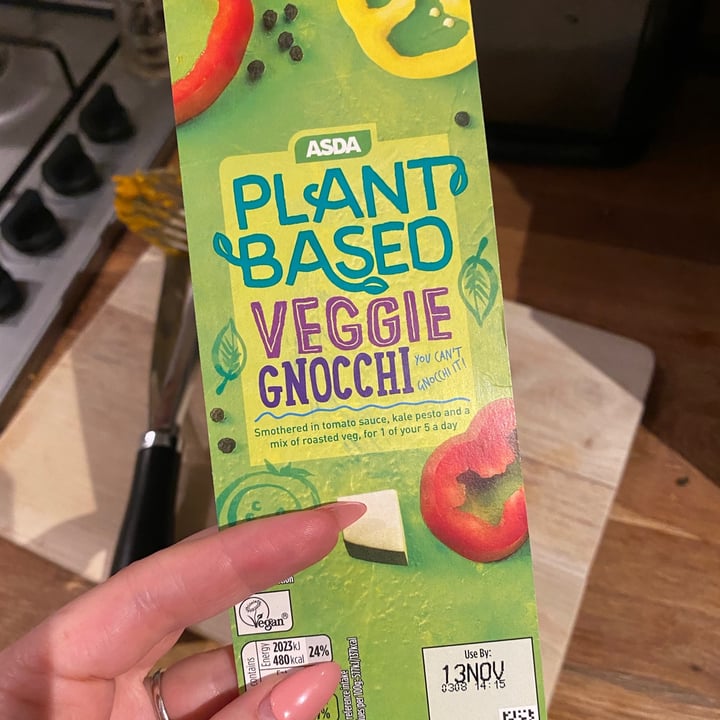 ASDA
PLANT
BASED
VEGGIE
GNOCCHI
YOU CAN'T
GNOCCHI IT!
Smothered in tomato sauce, kale pesto and a
mix of roasted veg, for 1 of your 5 a day
Vegan
Energy
2023kJ
480kcal
24%
Use By:
13NOV
0308 14:15